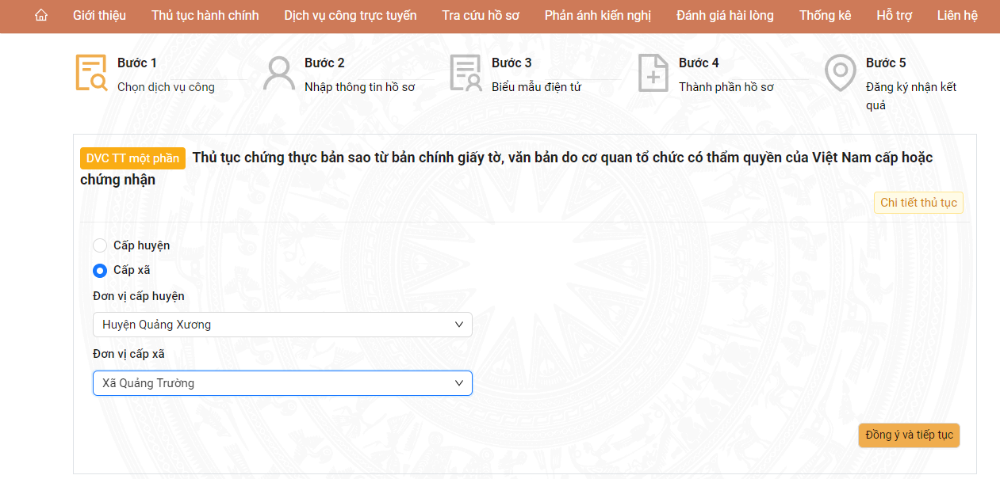 Giới thiệu Thủ tục hành chính Dịch vụ công trực tuyến Tra cứu hồ sơ Phản ánh kiến nghị Đánh giá hài lòng Thống kê Hỗ trợ Liên hệ
Bước 1
Chọn dịch vụ công
Bước 2
Nhập thông tin hồ sơ
Bước 3
Biểu mẫu điện tử
Bước 4
Thành phần hồ sơ
Bước 5
Đăng ký nhận kết
quả
DVC TT một phần Thủ tục chứng thực bản sao từ bản chính giấy tờ, văn bản do cơ quan tổ chức có thẩm quyền của Việt Nam cấp hoặc
chứng nhận
Chi tiết thủ tục
Cấp huyện
Cấp xã
Đơn vị cấp huyện
Huyện Quảng Xương
Đơn vị cấp xã
Xã Quảng Trường
Đồng ý và tiếp tục